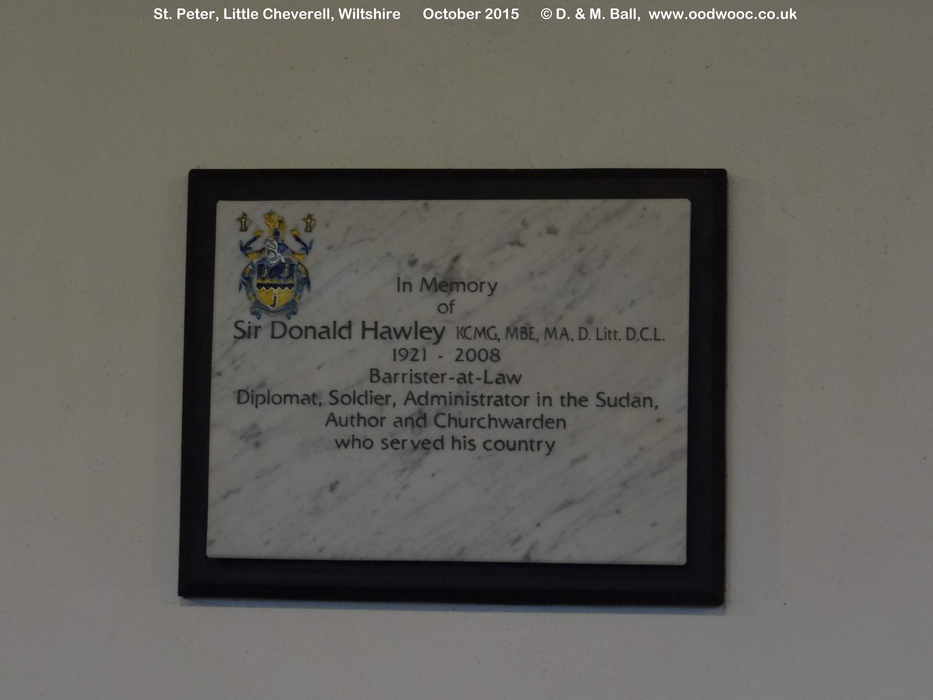 St. Peter, Little Cheverell, Wiltshire October 2015 © D. & M. Ball, www.oodwooc.co.uk
In Memory
of
Sir Donald Hawley KCMG, MBE, MA, D. Litt. D.C.L.
1921 - 2008
Barrister-at-Law
Diplomat, Soldier, Administrator in the Sudan,
Author and Churchwarden
who served his country